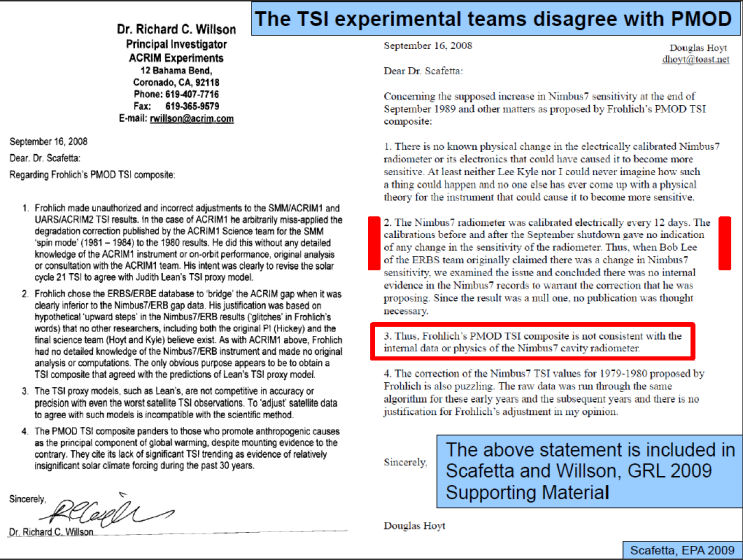 The TSI experimental teams disagree with PMOD
Dr. Richard C. Willson
Principal Investigator
ACRIM Experiments
12 Bahama Bend,
Coronado, CA, 92118
Phone: 619-407-7716
Fax: 619-365-9579
E-mail: rwillson@acrim.com
September 16, 2008
Dear. Dr. Scafetta:
Regarding Frohlich's PMOD TSI composite:
1. Frohlich made unauthorized and incorrect adjustments to the SMM/ACRIM1 and
UARS/ACRIM2 TSI results. In the case of ACRIM1 he arbitrarily miss-applied the
degradation correction published by the ACRIM1 Science team for the SMM
'spin mode' (1981 – 1984) to the 1980 results. He did this without any detailed
knowledge of the ACRIM1 instrument or on-orbit performance, original analysis
or consultation with the ACRIM1 team. His intent was clearly to revise the solar
cycle 21 TSI to agree with Judith Lean's TSI proxy model.
2. Frohlich chose the ERBS/ERBE database to 'bridge' the ACRIM gap when it was
clearly inferior to the Nimbus7/ERB gap data. His justification was based on
hypothetical 'upward steps' in the Nimbus7/ERB results ('glitches' in Frohlich's
words) that no other researchers, including both the original PI (Hickey) and the
final science team (Hoyt and Kyle) believe exist. As with ACRIM1 above, Frohlich
had no detailed knowledge of the Nimbus7/ERB instrument and made no original
analysis or computations. The only obvious purpose appears to be to obtain a
TSI composite that agreed with the predictions of Lean's TSI proxy model.
3. The TSI proxy models, such as Lean's, are not competitive in accuracy or
precision with even the worst satellite TSI observations. To 'adjust' satellite data
to agree with such models is incompatible with the scientific method.
4. The PMOD TSI composite panders to those who promote anthropogenic causes
as the principal component of global warming, despite mounting evidence to the
contrary. They cite its lack of significant TSI trending as evidence of relatively
insignificant solar climate forcing during the past 30 years.
Sincerely,
Dr. Richard C. Willson
September 16, 2008
Douglas Hoyt
dhoyt@toast.net
Dear Dr. Scafetta:
Concerning the supposed increase in Nimbus7 sensitivity at the end of
September 1989 and other matters as proposed by Frohlich's PMOD TSI
composite:
1. There is no known physical change in the electrically calibrated Nimbus7
radiometer or its electronics that could have caused it to become more
sensitive. At least neither Lee Kyle nor I could never imagine how such
a thing could happen and no one else has ever come up with a physical
theory for the instrument that could cause it to become more sensitive.
2. The Nimbus7 radiometer was calibrated electrically every 12 days. The
calibrations before and after the September shutdown gave no indication
of any change in the sensitivity of the radiometer. Thus, when Bob Lee
of the ERBS team originally claimed there was a change in Nimbus7
sensitivity, we examined the issue and concluded there was no internal
evidence in the Nimbus7 records to warrant the correction that he was
proposing. Since the result was a null one, no publication was thought
necessary.
3. Thus, Frohlich's PMOD TSI composite is not consistent with the
internal data or physics of the Nimbus7 cavity radiometer.
4. The correction of the Nimbus7 TSI values for 1979-1980 proposed by
Frohlich is also puzzling. The raw data was run through the same
algorithm for these early years and the subsequent years and there is no
justification for Frohlich's adjustment in my opinion.
Sincerely,
The above statement is included in
Scafetta and Willson, GRL 2009
Supporting Material
Douglas Hoyt
Scafetta, EPA 2009